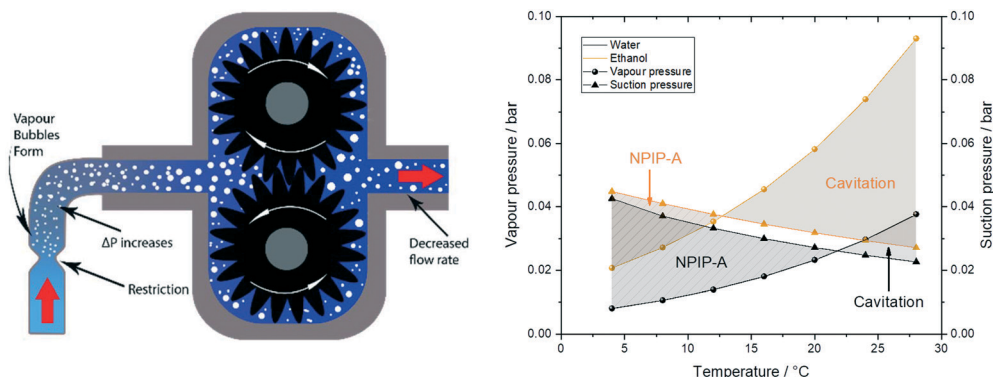 Vapour
Bubbles
Form
ΔP increases
Restriction
Decreased
flow rate
Vapour pressure / bar
0.10
0.08
0.06
0.04
0.02
0.00
Water
Ethanol
Vapour pressure
Suction pressure
NPIP-A
Cavitation
NPIP-A
Cavitation
0.10
0.08
0.06
0.04
0.02
0.00
Suction pressure / bar
0
5
10
15
20
25
30
Temperature / °C